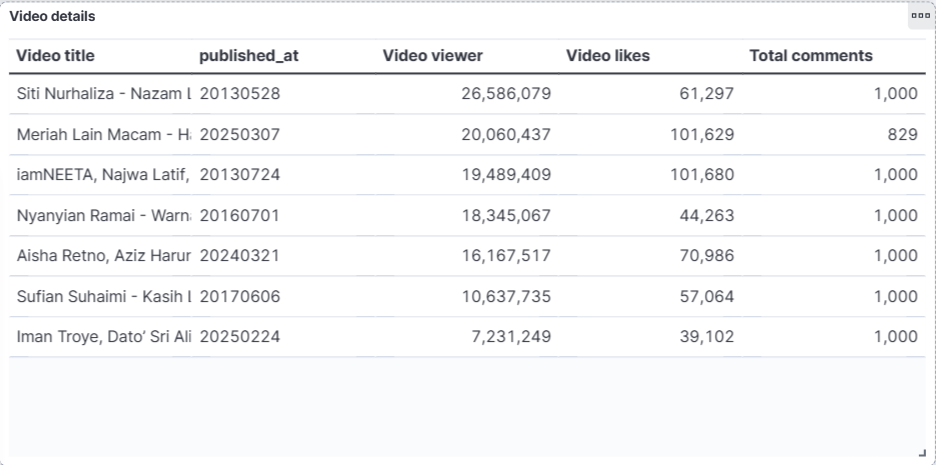 Video details
Video title published_at Video viewer Video likes Total comments
Siti Nurhaliza - Nazam L 20130528 26,586,079 61,297 1,000
Meriah Lain Macam - Ha 20250307 20,060,437 101,629 829
iamNEETA, Najwa Latif, 20130724 19,489,409 101,680 1,000
Nyanyian Ramai - Warna 20160701 18,345,067 44,263 1,000
Aisha Retno, Aziz Harun 20240321 16,167,517 70,986 1,000
Sufian Suhaimi - Kasih L 20170606 10,637,735 57,064 1,000
Iman Troye, Dato’ Sri Ali 20250224 7,231,249 39,102 1,000